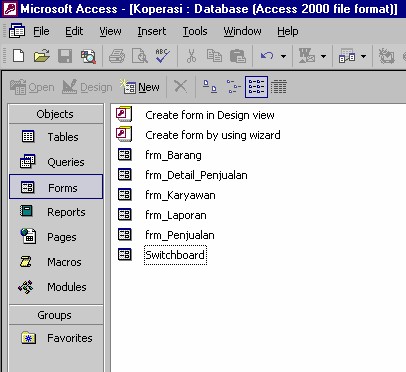 Microsoft Access - [Koperasi : Database (Access 2000 file format)]
File Edit View Insert Tools Window Help
Open Design New
Objects
Tables
Queries
Forms
Reports
Pages
Macros
Modules
Groups
Favorites
Create form in Design view
Create form by using wizard
frm_Barang
frm_Detail_Penjualan
frm_Karyawan
frm_Laporan
frm_Penjualan
Switchboard